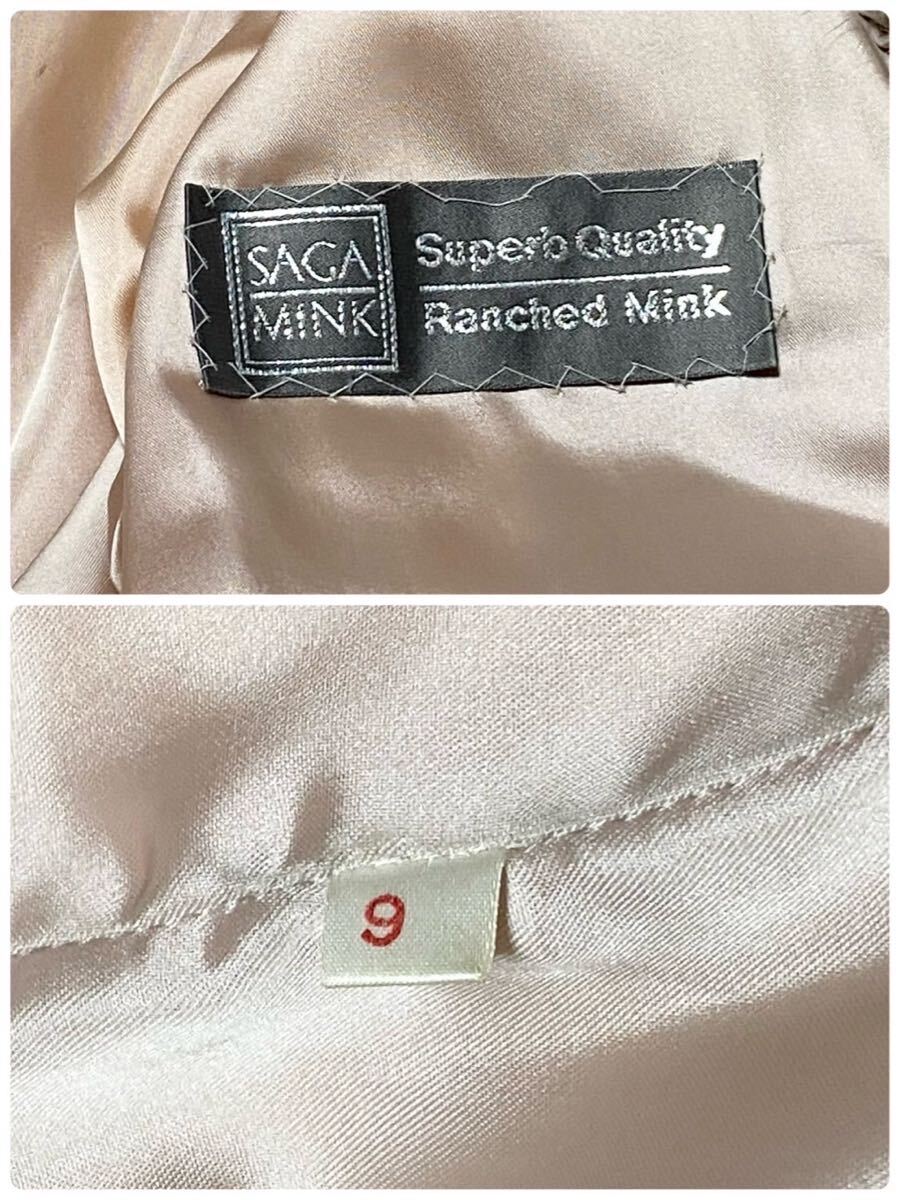 SAGA
MINK
Superb Quality
Ranched Mink
9